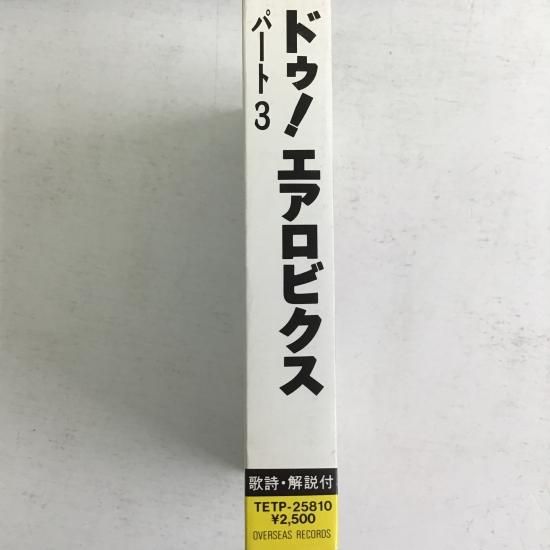 ドゥ!エアロビクス
パート3
歌詩・解説付
TETP-25810
¥2,500
OVERSEAS RECORDS